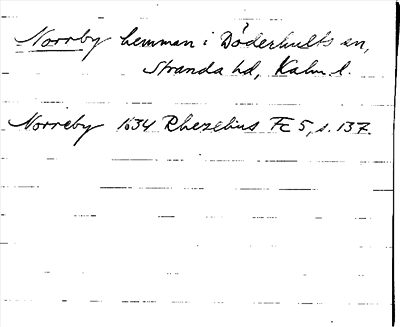 Norrby hemman i Döderhults sn,
Stranda hd, Kalm. l.
Norreby 1634 Rhezelius Fc 5, s. 137.